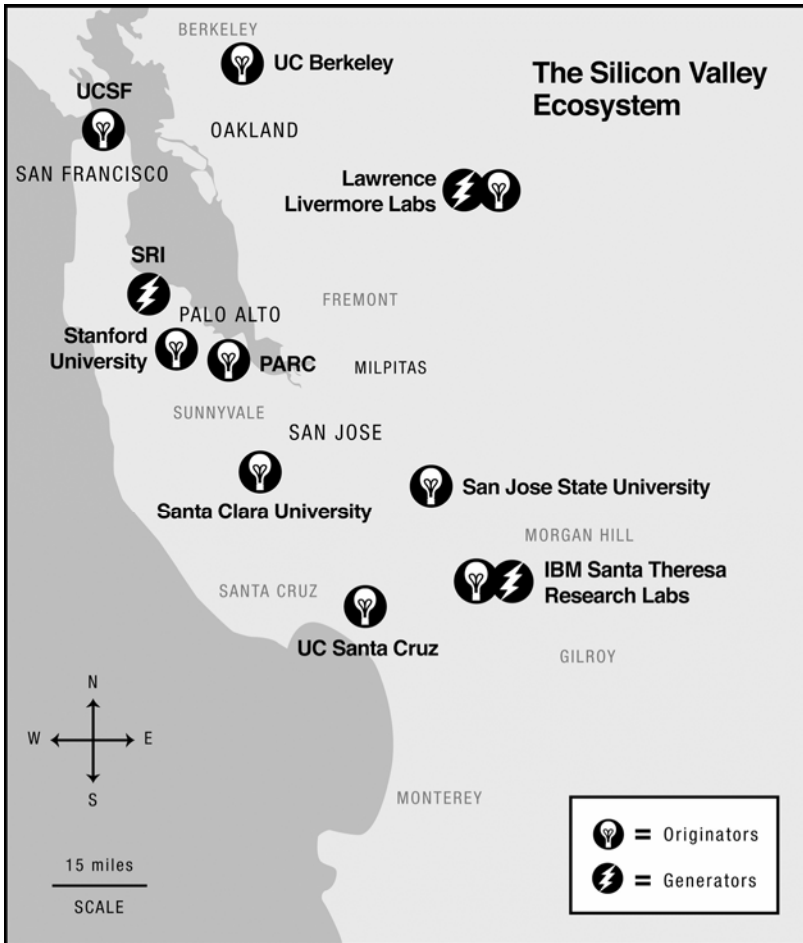 BERKELEY
UC Berkeley
The Silicon Valley
Ecosystem
UCSF
OAKLAND
SAN FRANCISCO
Lawrence
Livermore Labs
SRI
FREMONT
PALO ALTO
Stanford
University
PARC
MILPITAS
SUNNYVALE
SAN JOSE
Santa Clara University
San Jose State University
MORGAN HILL
IBM Santa Theresa
Research Labs
SANTA CRUZ
UC Santa Cruz
GILROY
N
W
E
S
MONTEREY
15 miles
SCALE
= Originators
= Generators